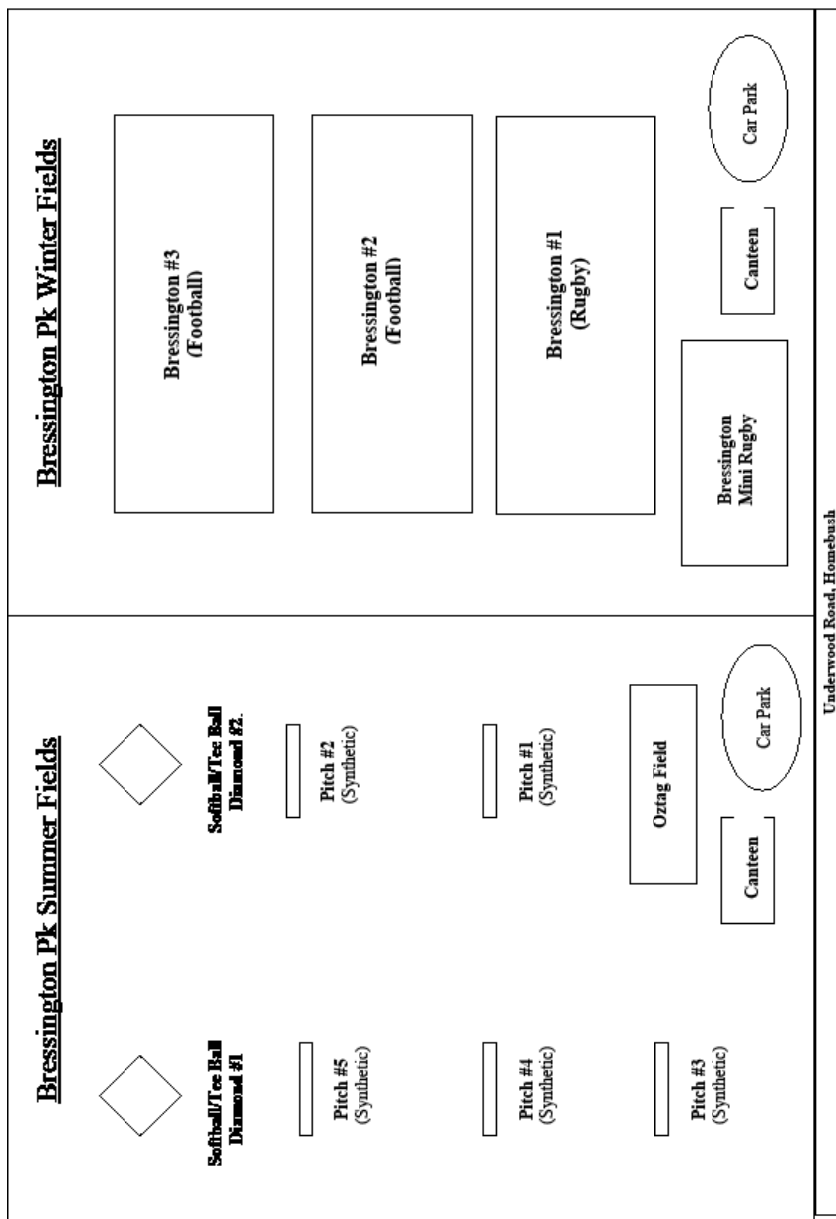 Bressington Pk Summer Fields
Softball/Tee Ball
Diamond #1
Softball/Tee Ball
Diamond #2.
Pitch #5
(Synthetic)
Pitch #2
(Synthetic)
Pitch #4
(Synthetic)
Pitch #1
(Synthetic)
Pitch #3
(Synthetic)
Oztag Field
Canteen
Car Park
Bressington Pk Winter Fields
Bressington #3
(Football)
Bressington #2
(Football)
Bressington #1
(Rugby)
Bressington
Mini Rugby
Canteen
Car Park
Underwood Road, Homebush